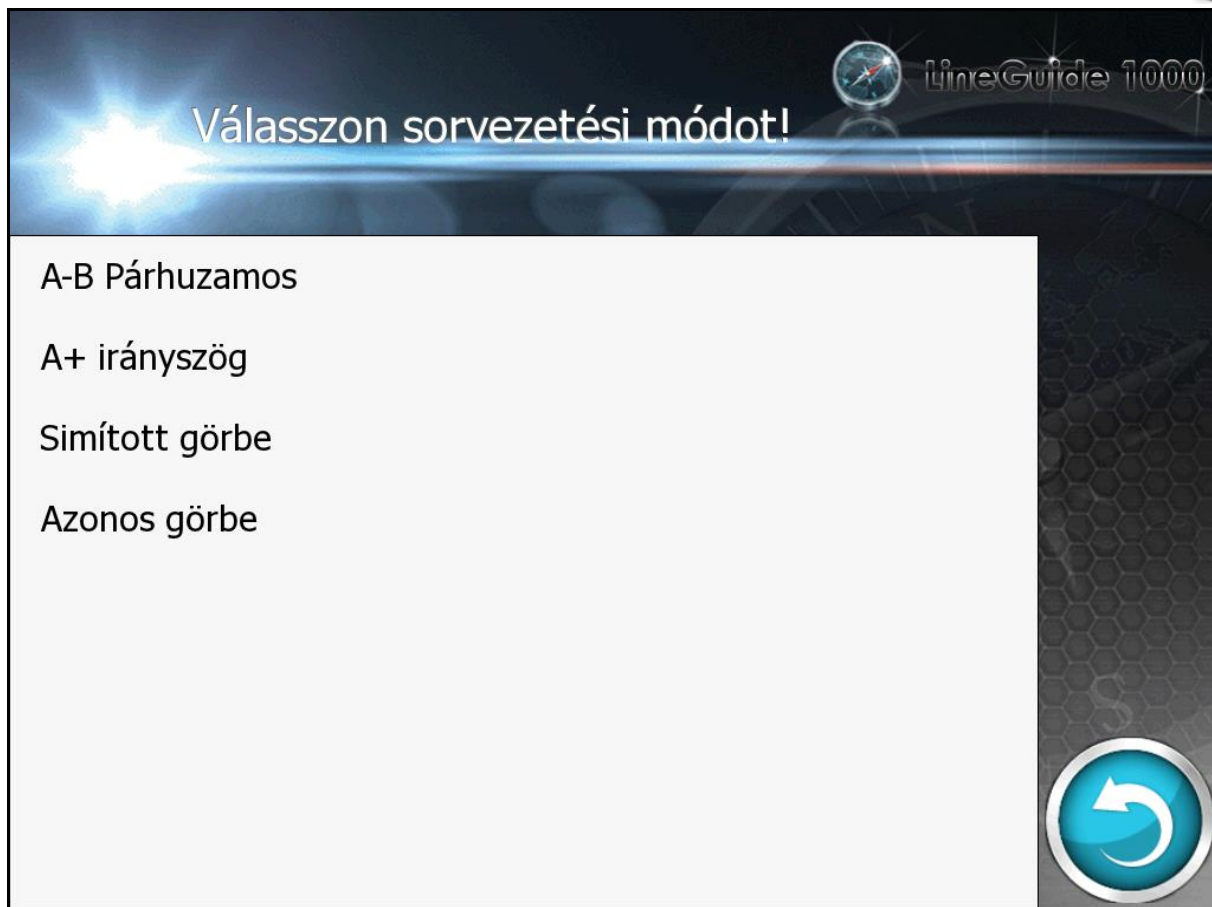 LineGuide 1000
Válasszon sorvezetési módot!
N
A-B Párhuzamos
A+ irányszög
Simított görbe
Azonos görbe
S